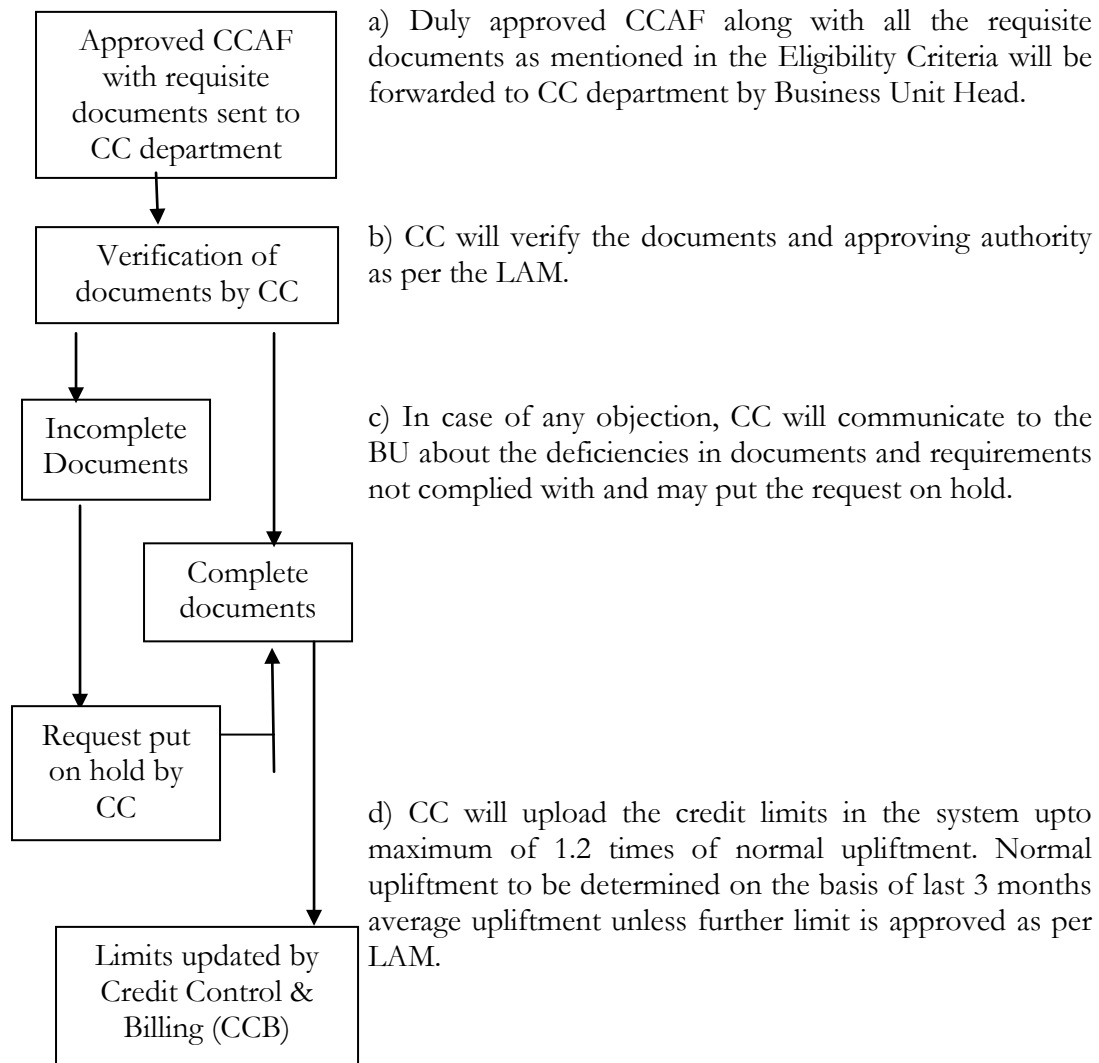 Approved CCAF
with requisite
documents sent to
CC department
a) Duly approved CCAF along with all the requisite
documents as mentioned in the Eligibility Criteria will be
forwarded to CC department by Business Unit Head.
Verification of
documents by CC
b) CC will verify the documents and approving authority
as per the LAM.
Incomplete
Documents
c) In case of any objection, CC will communicate to the
BU about the deficiencies in documents and requirements
not complied with and may put the request on hold.
Complete
documents
Request put
on hold by
CC
d) CC will upload the credit limits in the system upto
maximum of 1.2 times of normal upliftment. Normal
upliftment to be determined on the basis of last 3 months
average upliftment unless further limit is approved as per
LAM.
Limits updated by
Credit Control &
Billing (CCB)